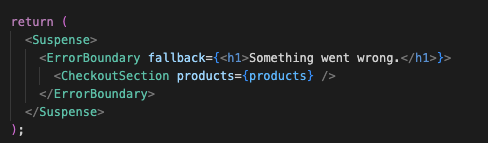 return (
<Suspense>
<ErrorBoundary fallback={<h1>Something went wrong.</h1>}>
<CheckoutSection products={products} />
</ErrorBoundary>
</Suspense>
);